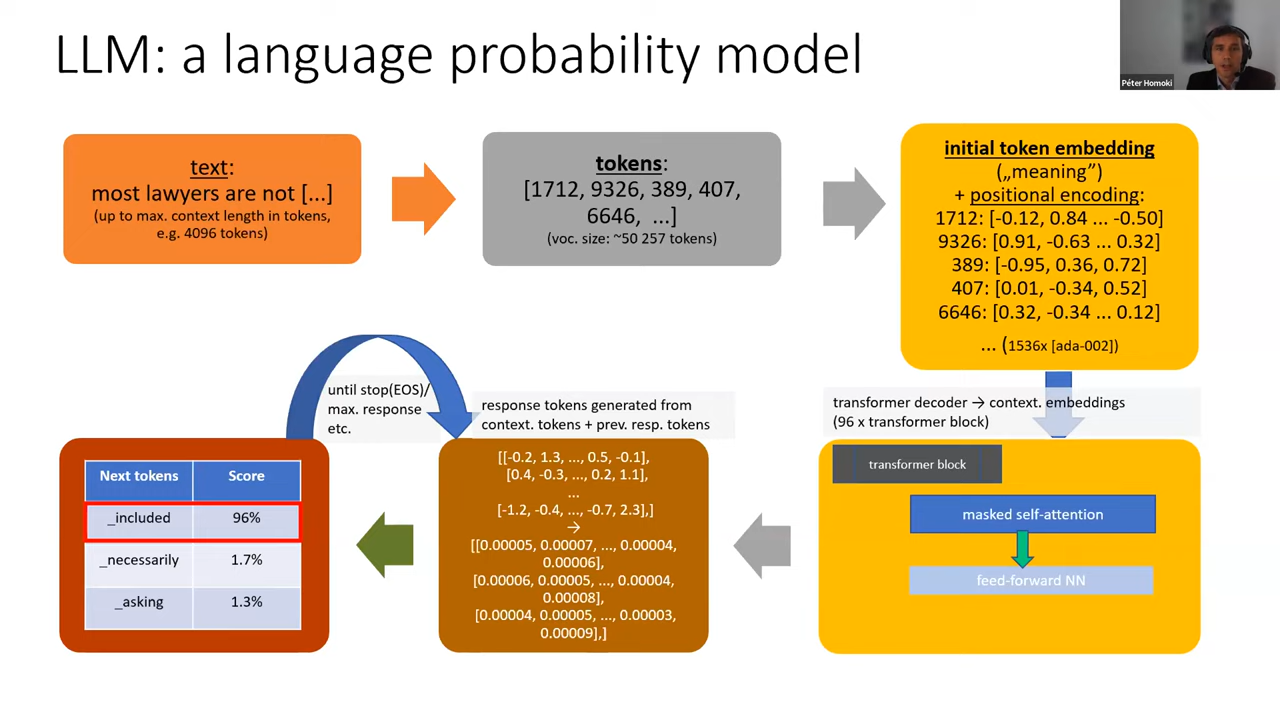 LLM: a language probability model
Péter Homoki
text:
most lawyers are not [...]
(up to max. context length in tokens,
e.g. 4096 tokens)
tokens:
[1712, 9326, 389, 407,
6646, ...]
(voc. size: ~50 257 tokens)
initial token embedding
(„meaning”)
+ positional encoding:
1712: [-0.12, 0.84 ... -0.50]
9326: [0.91, -0.63 ... 0.32]
389: [-0.95, 0.36, 0.72]
407: [0.01, -0.34, 0.52]
6646: [0.32, -0.34 ... 0.12]
... (1536x [ada-002])
transformer decoder → context. embeddings
(96 x transformer block)
transformer block
masked self-attention
feed-forward NN
response tokens generated from
context. tokens + prev. resp. tokens
[[-0.2, 1.3, ..., 0.5, -0.1],
[0.4, -0.3, ..., 0.2, 1.1],
...
[-1.2, -0.4, ..., -0.7, 2.3],]
→
[[0.00005, 0.00007, ..., 0.00004,
0.00006],
[0.00006, 0.00005, ..., 0.00004,
0.00008],
[0.00004, 0.00005, ..., 0.00003,
0.00009],]
until stop(EOS)/
max. response
etc.
Next tokens Score
_included 96%
_necessarily 1.7%
_asking 1.3%